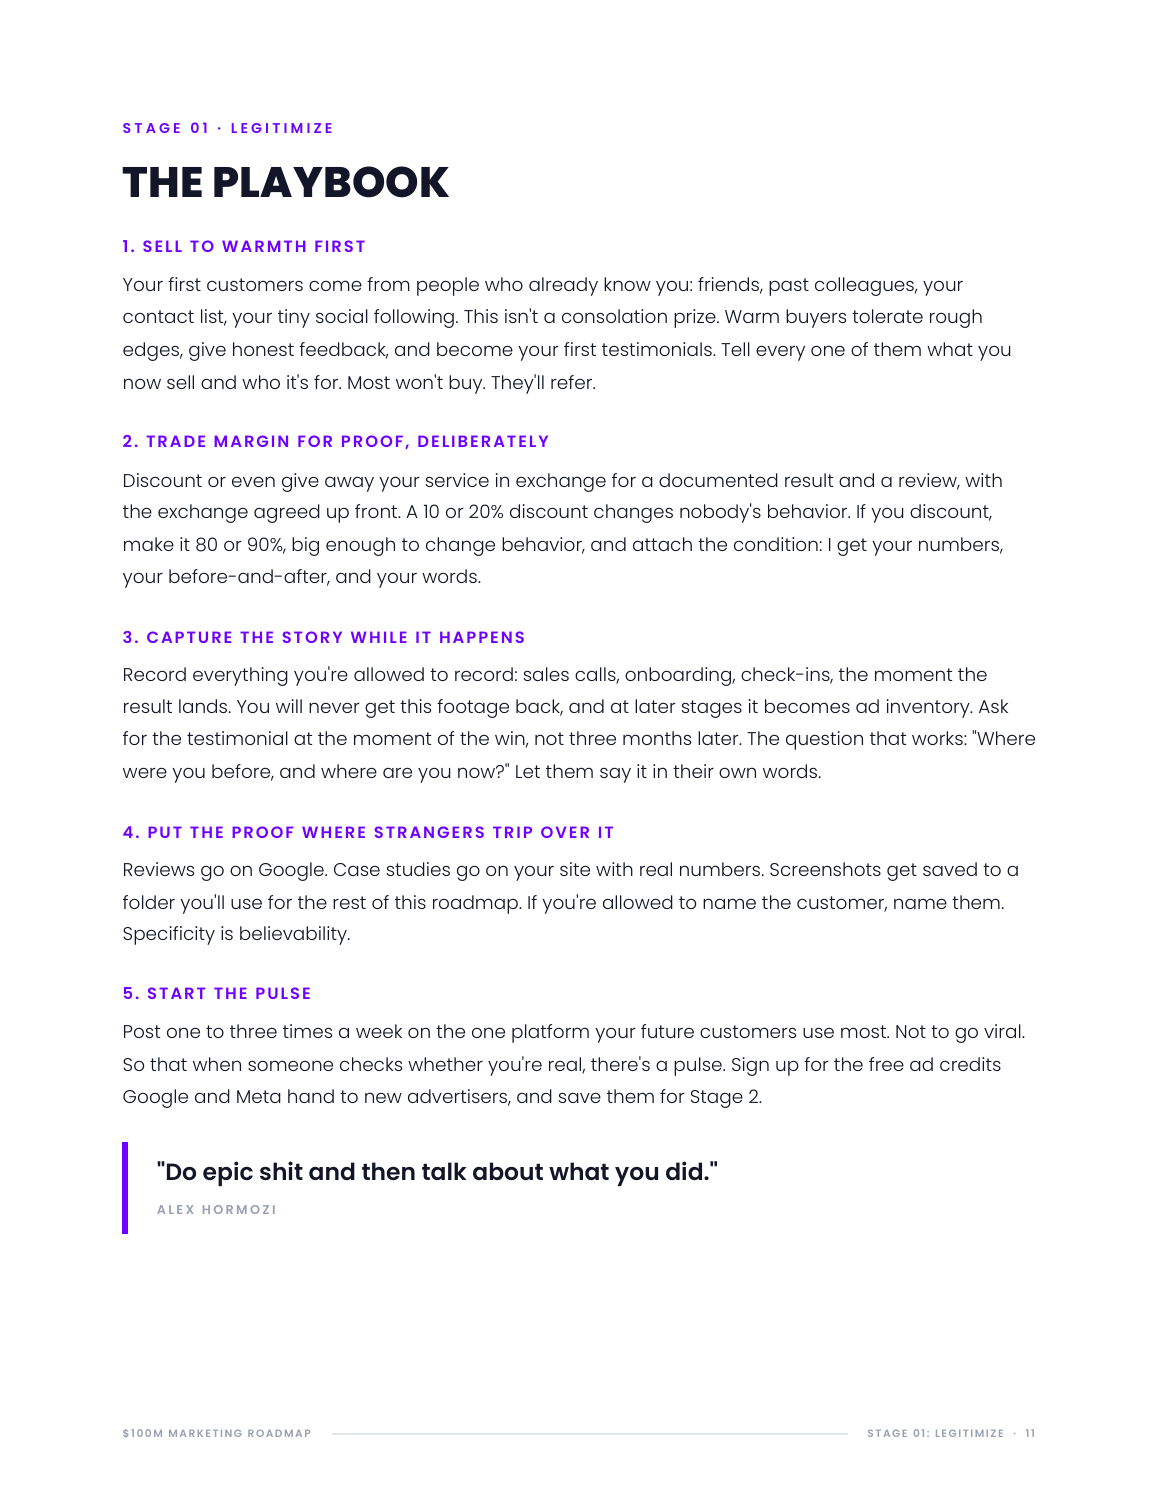 STAGE 01 · LEGITIMIZE
THE PLAYBOOK
1. SELL TO WARMTH FIRST
Your first customers come from people who already know you: friends, past colleagues, your
contact list, your tiny social following. This isn't a consolation prize. Warm buyers tolerate rough
edges, give honest feedback, and become your first testimonials. Tell every one of them what you
now sell and who it's for. Most won't buy. They'll refer.
2. TRADE MARGIN FOR PROOF, DELIBERATELY
Discount or even give away your service in exchange for a documented result and a review, with
the exchange agreed up front. A 10 or 20% discount changes nobody's behavior. If you discount,
make it 80 or 90%, big enough to change behavior, and attach the condition: I get your numbers,
your before-and-after, and your words.
3. CAPTURE THE STORY WHILE IT HAPPENS
Record everything you're allowed to record: sales calls, onboarding, check-ins, the moment the
result lands. You will never get this footage back, and at later stages it becomes ad inventory. Ask
for the testimonial at the moment of the win, not three months later. The question that works: "Where
were you before, and where are you now?" Let them say it in their own words.
4. PUT THE PROOF WHERE STRANGERS TRIP OVER IT
Reviews go on Google. Case studies go on your site with real numbers. Screenshots get saved to a
folder you'll use for the rest of this roadmap. If you're allowed to name the customer, name them.
Specificity is believability.
5. START THE PULSE
Post one to three times a week on the one platform your future customers use most. Not to go viral.
So that when someone checks whether you're real, there's a pulse. Sign up for the free ad credits
Google and Meta hand to new advertisers, and save them for Stage 2.
"Do epic shit and then talk about what you did."
ALEX HORMOZI
$100M MARKETING ROADMAP STAGE 01: LEGITIMIZE · 11